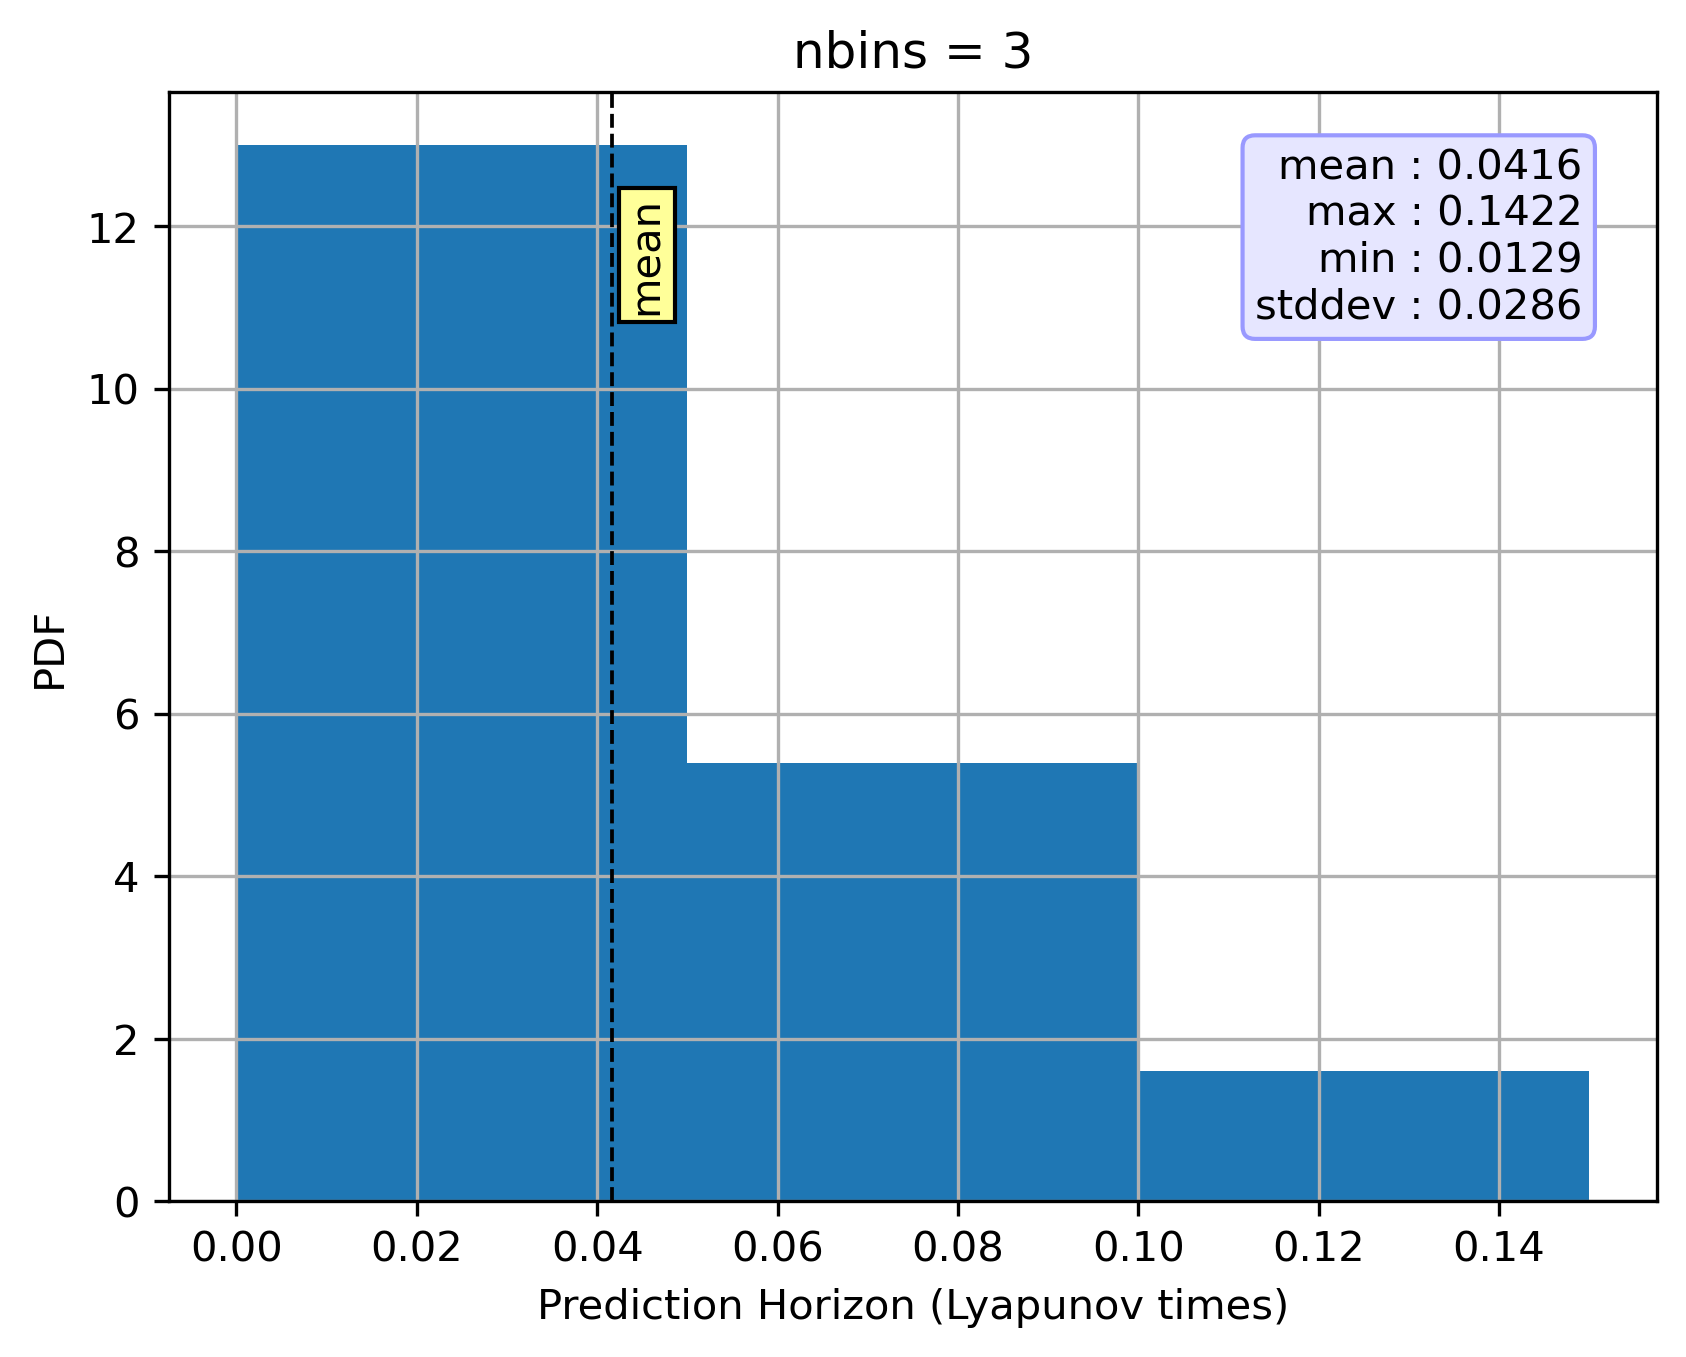 nbins = 3
mean : 0.0416
max : 0.1422
min : 0.0129
stddev : 0.0286
mean
12
10
8
6
4
2
0
PDF
0.00 0.02 0.04 0.06 0.08 0.10 0.12 0.14
Prediction Horizon (Lyapunov times)